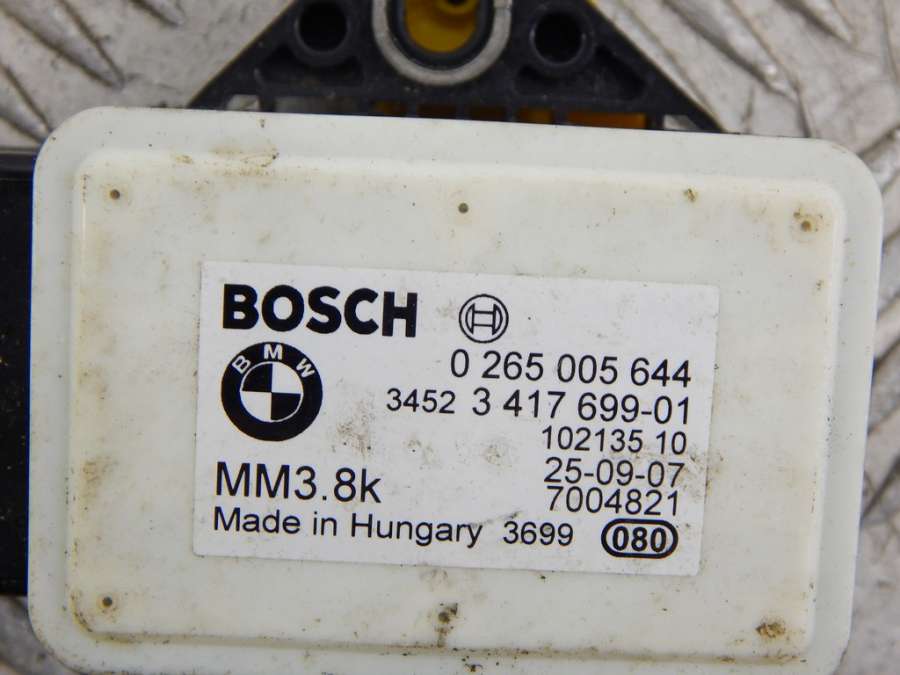 BOSCH
BMW
0 265 005 644
3452 3 417 699-01
102135 10
25-09-07
MM3.8k
7004821
Made in Hungary 3699 080